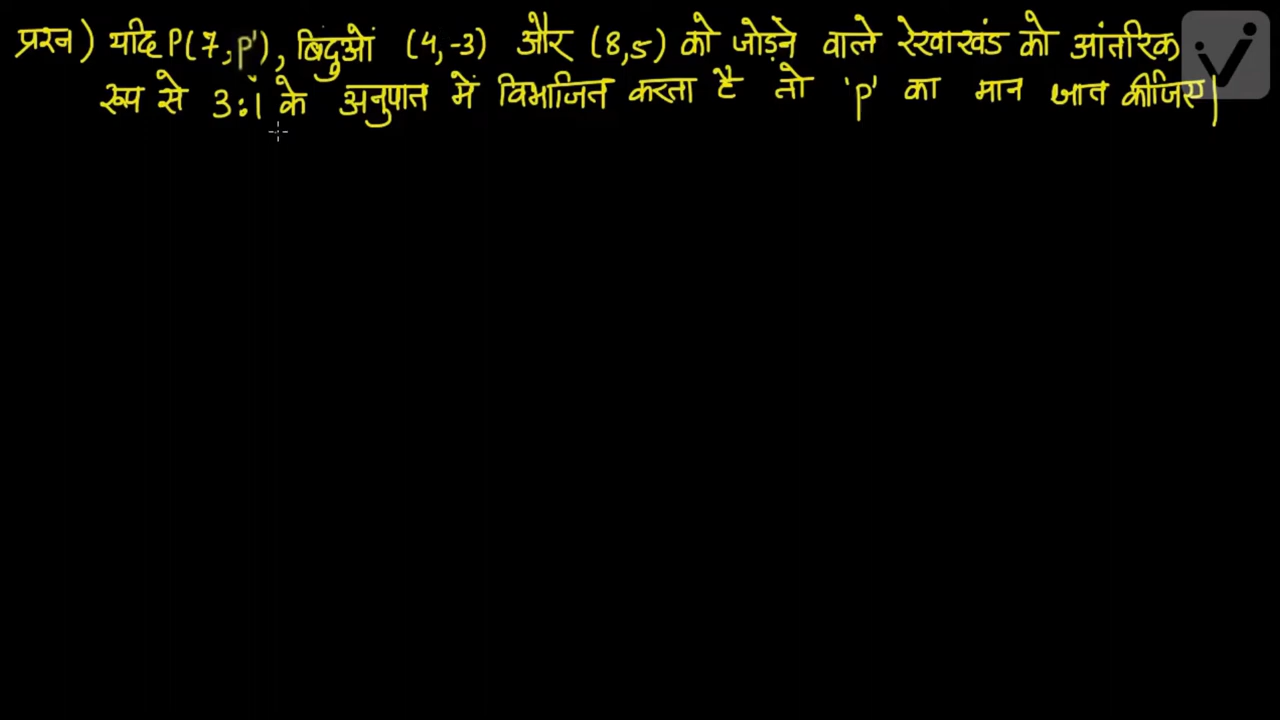 प्रश्न) यदि P(7,p'), बिंदुओं (4,-3) और (8,5) को जोड़ने वाले रेखाखंड को आंतरिक
रूप से 3:1 के अनुपात में विभाजित करता है तो 'p' का मान ज्ञात कीजिए|